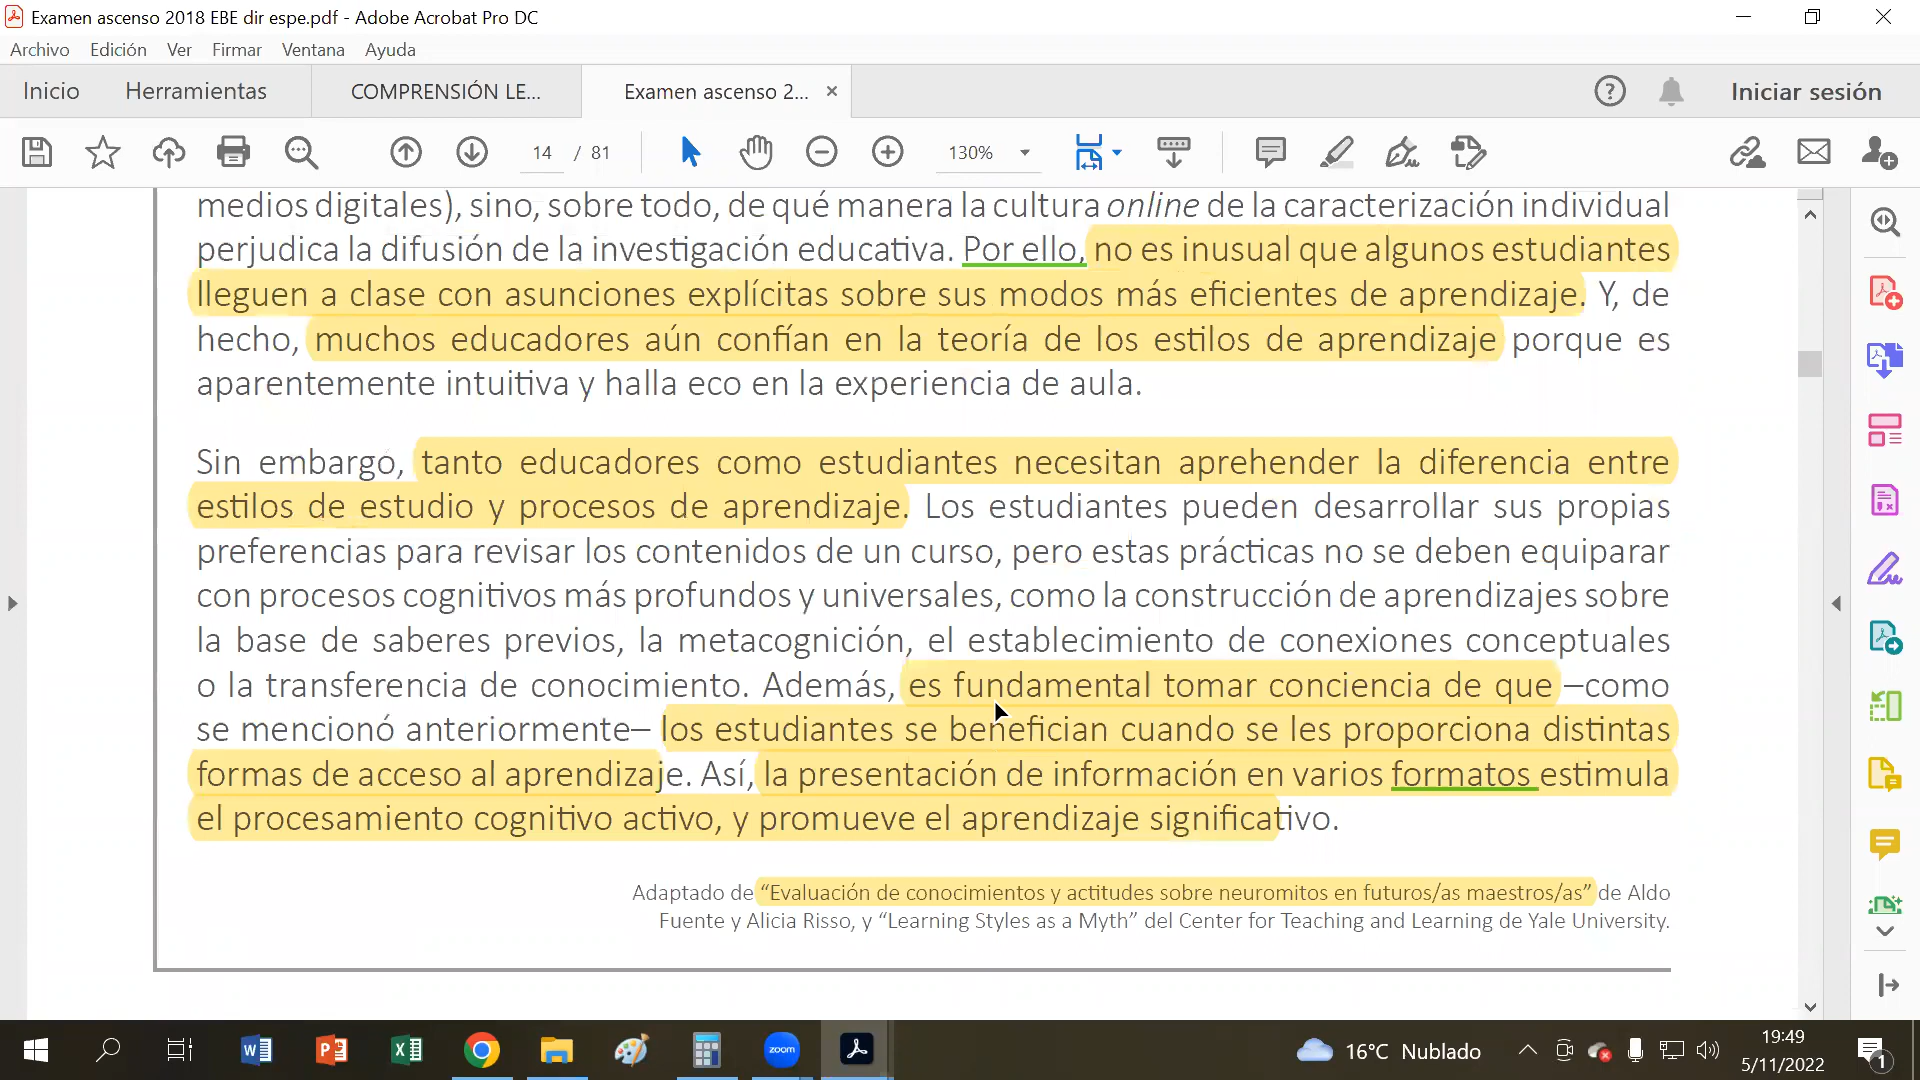 Examen ascenso 2018 EBE dir espe.pdf - Adobe Acrobat Pro DC
Archivo Edición Ver Firmar Ventana Ayuda
Inicio Herramientas COMPRENSIÓN LE... Examen ascenso 2... × Iniciar sesión
14 / 81 130%
medios digitales), sino, sobre todo, de qué manera la cultura online de la caracterización individual
perjudica la difusión de la investigación educativa. Por ello, no es inusual que algunos estudiantes
lleguen a clase con asunciones explícitas sobre sus modos más eficientes de aprendizaje. Y, de
hecho, muchos educadores aún confían en la teoría de los estilos de aprendizaje porque es
aparentemente intuitiva y halla eco en la experiencia de aula.
Sin embargo, tanto educadores como estudiantes necesitan aprehender la diferencia entre
estilos de estudio y procesos de aprendizaje. Los estudiantes pueden desarrollar sus propias
preferencias para revisar los contenidos de un curso, pero estas prácticas no se deben equiparar
con procesos cognitivos más profundos y universales, como la construcción de aprendizajes sobre
la base de saberes previos, la metacognición, el establecimiento de conexiones conceptuales
o la transferencia de conocimiento. Además, es fundamental tomar conciencia de que –como
se mencionó anteriormente– los estudiantes se benefician cuando se les proporciona distintas
formas de acceso al aprendizaje. Así, la presentación de información en varios formatos estimula
el procesamiento cognitivo activo, y promueve el aprendizaje significativo.
Adaptado de “Evaluación de conocimientos y actitudes sobre neuromitos en futuros/as maestros/as” de Aldo
Fuente y Alicia Risso, y “Learning Styles as a Myth” del Center for Teaching and Learning de Yale University.
zoom
16°C Nublado
19:49
5/11/2022
1